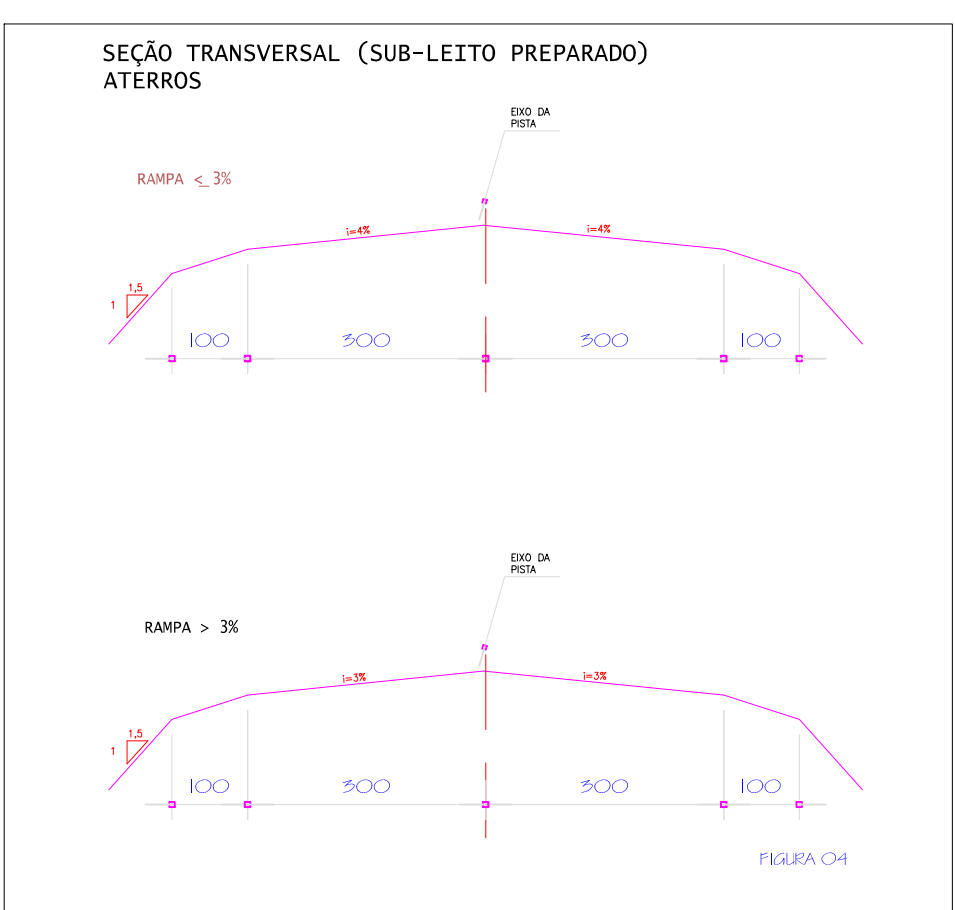 SEÇÃO TRANSVERSAL (SUB-LEITO PREPARADO)
ATERROS
EIXO DA
PISTA
RAMPA ≤ 3%
i=4%
i=4%
1,5
1
100
300
300
100
EIXO DA
PISTA
RAMPA > 3%
i=3%
i=3%
1,5
1
100
300
300
100
FIGURA 04